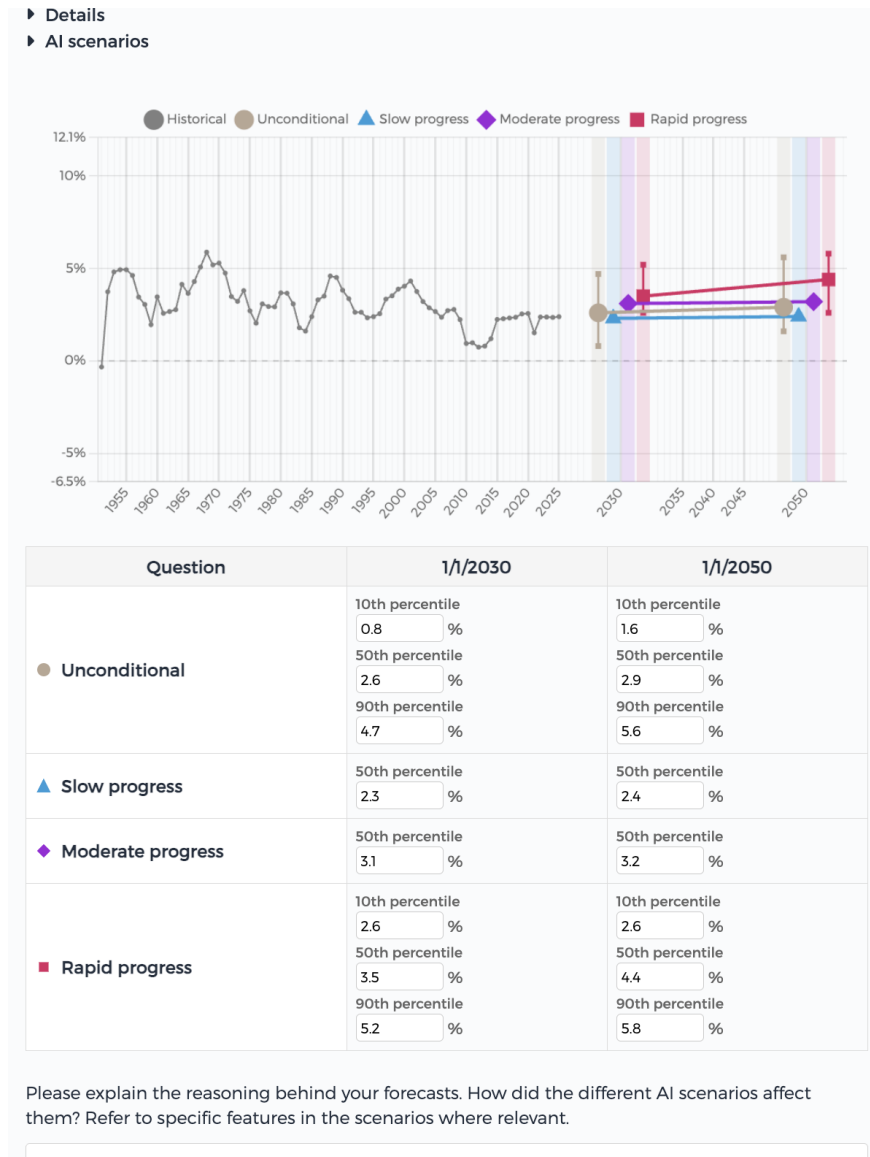 Details
AI scenarios
Historical Unconditional Slow progress Moderate progress Rapid progress
12.1%
10%
5%
0%
-5%
-6.5%
1955 1960 1965 1970 1975 1980 1985 1990 1995 2000 2005 2010 2015 2020 2025 2030 2035 2040 2045 2050
Question 1/1/2030 1/1/2050
Unconditional
10th percentile
0.8 %
50th percentile
2.6 %
90th percentile
4.7 %
10th percentile
1.6 %
50th percentile
2.9 %
90th percentile
5.6 %
Slow progress
50th percentile
2.3 %
50th percentile
2.4 %
Moderate progress
50th percentile
3.1 %
50th percentile
3.2 %
Rapid progress
10th percentile
2.6 %
50th percentile
3.5 %
90th percentile
5.2 %
10th percentile
2.6 %
50th percentile
4.4 %
90th percentile
5.8 %
Please explain the reasoning behind your forecasts. How did the different AI scenarios affect
them? Refer to specific features in the scenarios where relevant.